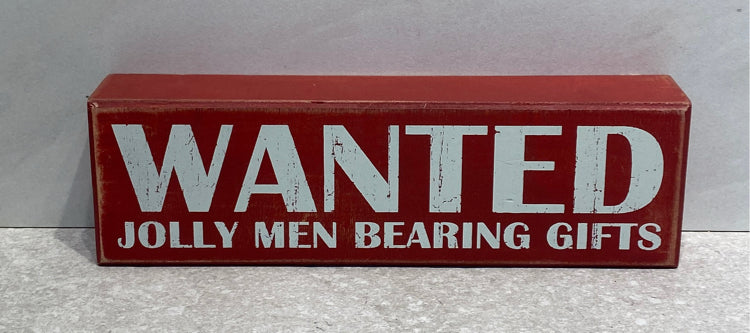 WANTED
JOLLY MEN BEARING GIFTS